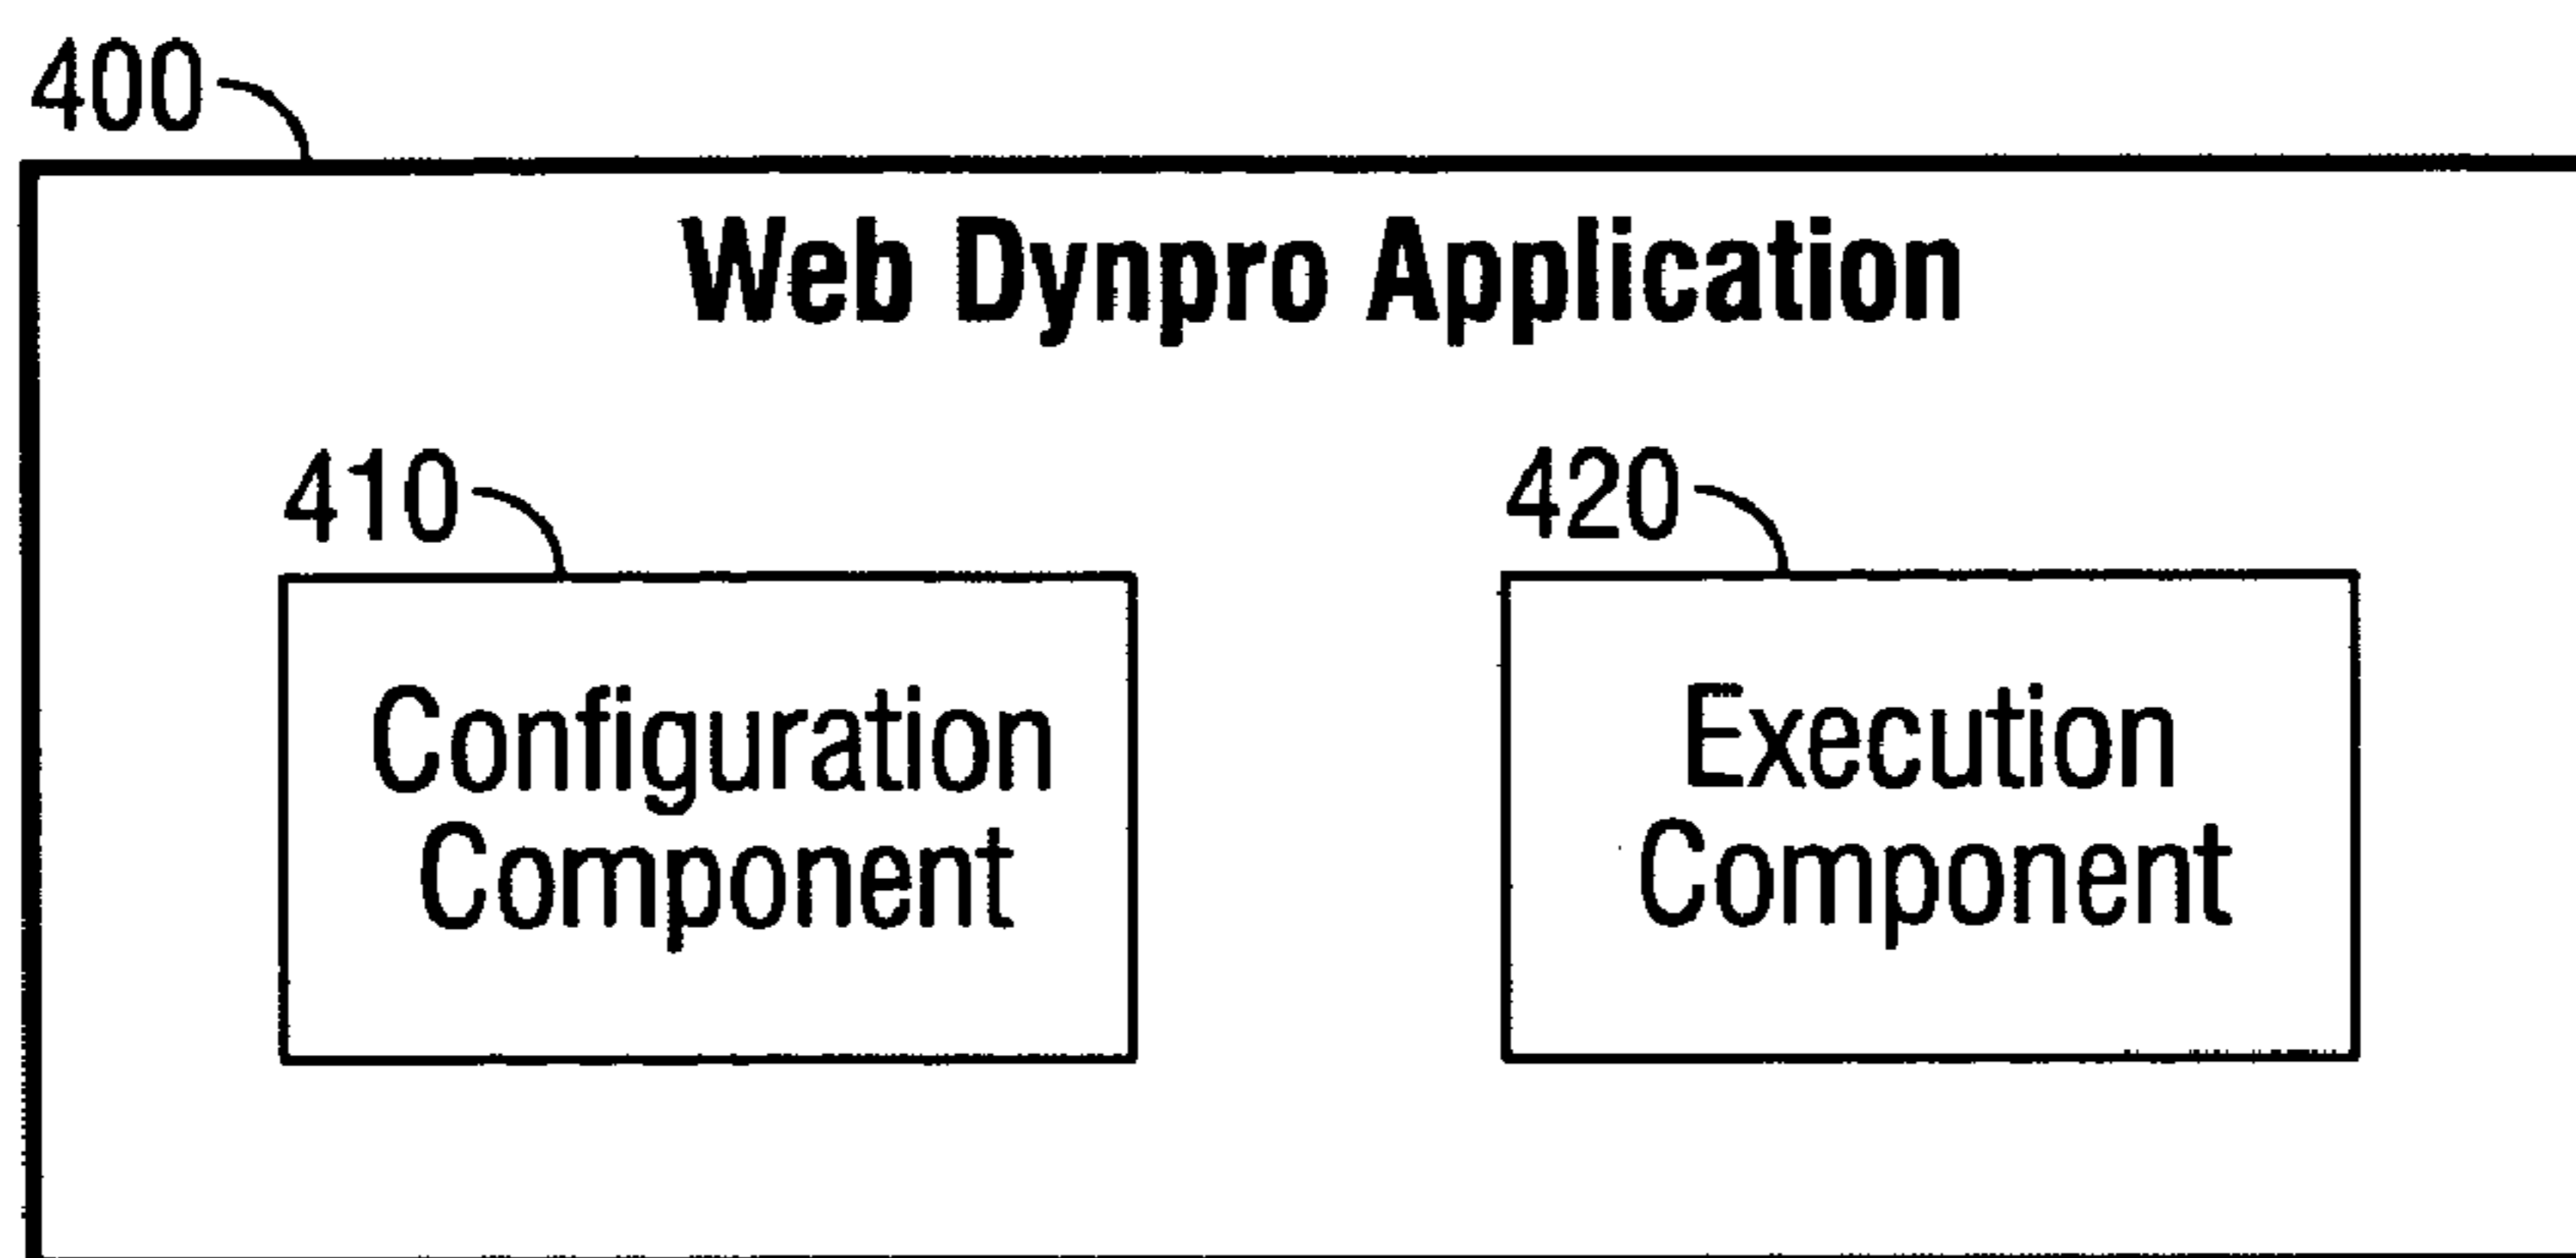 400
Web Dynpro Application
410
420
Configuration
Component
Execution
Component